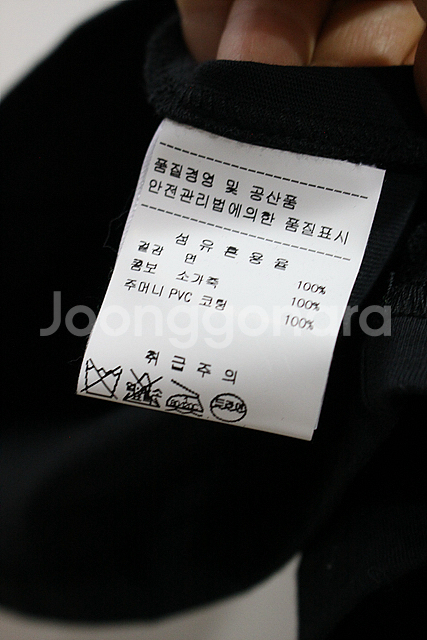 품질경영 및 공산품
안전관리법에의한 품질표시
섬유혼용율
겉감 면 100%
콤보 소가죽 100%
주머니 PVC 코팅 100%
취급주의
드라이
Joonggonara